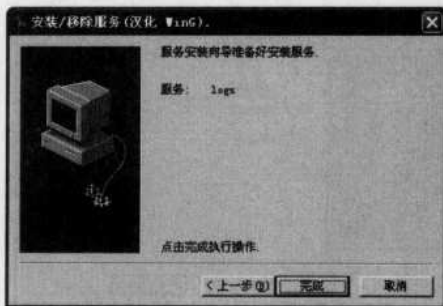 安装/移除服务(汉化 WinG).
服务安装向导准备好安装服务.
服务: logs
点击完成执行操作.
<上一步(B) 完成 取消